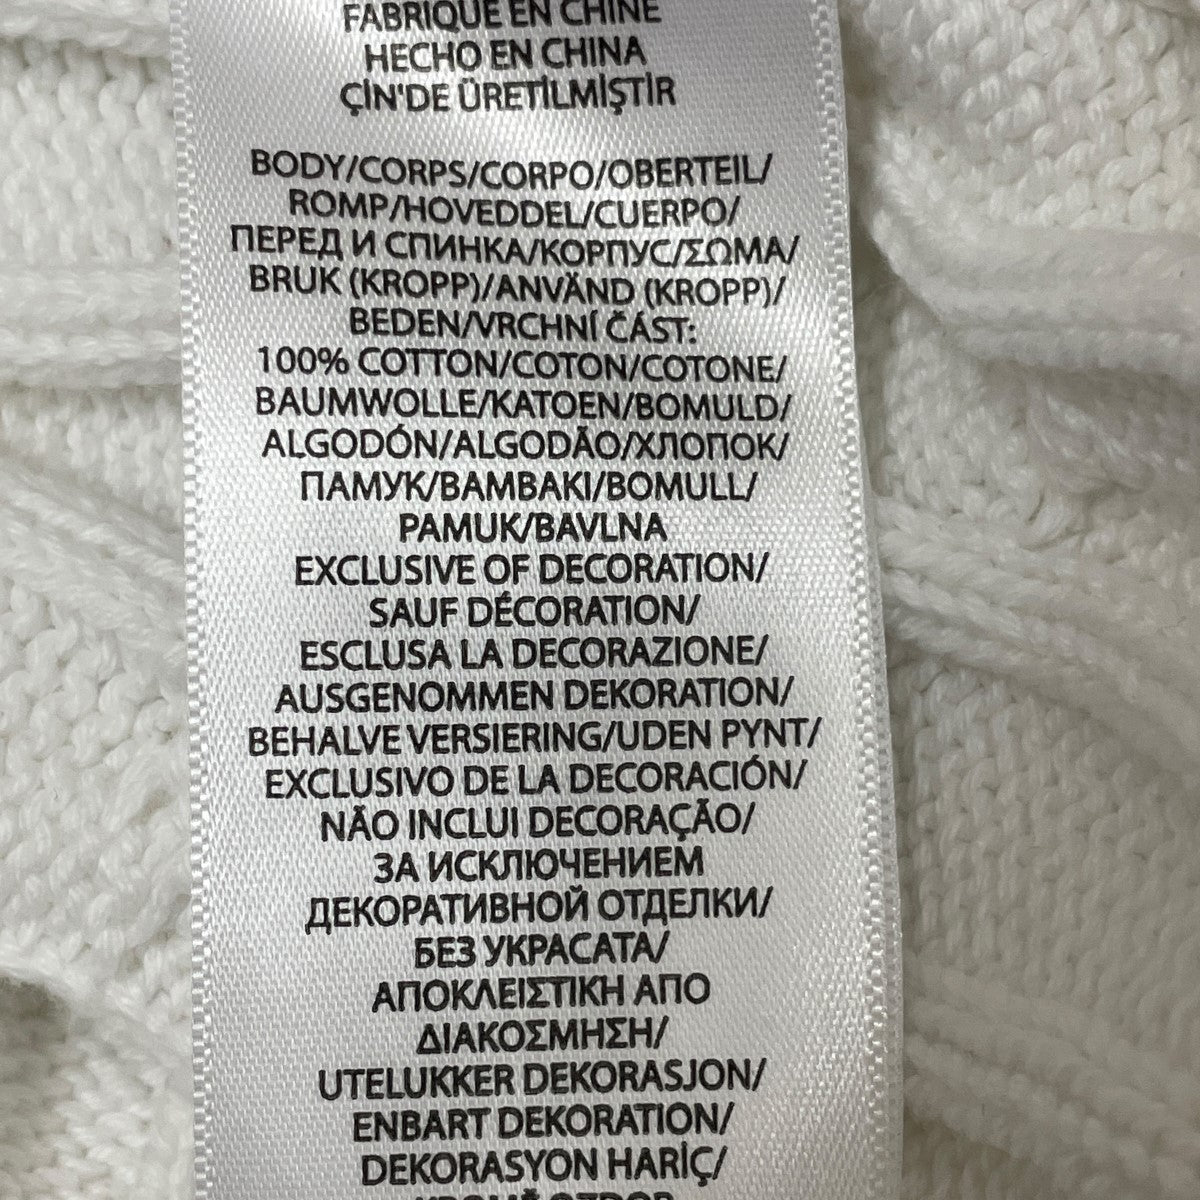 FABRIQUÉ EN CHINE
HECHO EN CHINA
ÇİN'DE ÜRETİLMİŞTİR
BODY/CORPS/CORPO/OBERTEIL/
ROMP/HOVEDDEL/CUERPO/
ПЕРЕД И СПИНКА/КОРПУС/ΣΩΜΑ/
BRUK (KROPP)/ANVÄND (KROPP)/
BEDEN/VRCHNÍ ČÁST:
100% COTTON/COTON/COTONE/
BAUMWOLLE/KATOEN/BOMULD/
ALGODÓN/ALGODÃO/ХЛОПОК/
ПАМУК/BAMBAKI/BOMULL/
PAMUK/BAVLNA
EXCLUSIVE OF DECORATION/
SAUF DÉCORATION/
ESCLUSA LA DECORAZIONE/
AUSGENOMMEN DEKORATION/
BEHALVE VERSIERING/UDEN PYNT/
EXCLUSIVO DE LA DECORACIÓN/
NÃO INCLUI DECORAÇÃO/
ЗА ИСКЛЮЧЕНИЕМ
ДЕКОРАТИВНОЙ ОТДЕЛКИ/
БЕЗ УКРАСАТА/
ΑΠΟΚΛΕΙΣΤΙΚΗ ΑΠΟ
ΔΙΑΚΟΣΜΗΣΗ/
UTELUKKER DEKORASJON/
ENBART DEKORATION/
DEKORASYON HARİÇ/
KROMĚ OZDOB